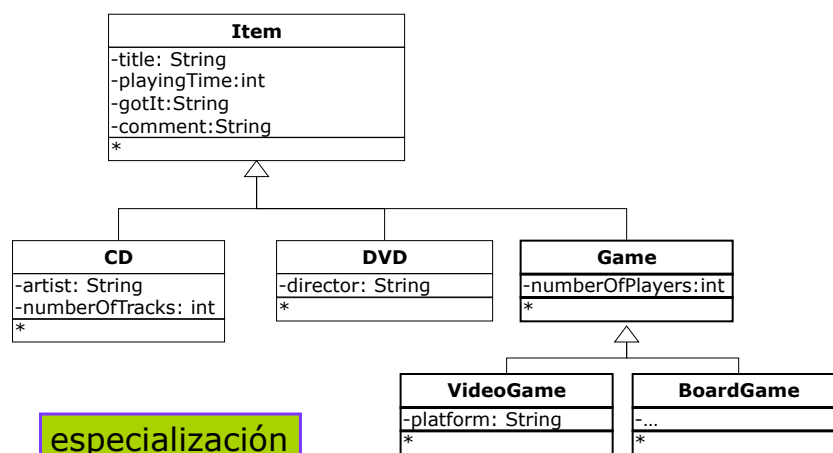 Item
-title: String
-playingTime:int
-gotIt:String
-comment:String
*
CD
-artist: String
-numberOfTracks: int
*
DVD
-director: String
*
Game
-numberOfPlayers:int
*
VideoGame
-platform: String
*
BoardGame
-...
*
especialización